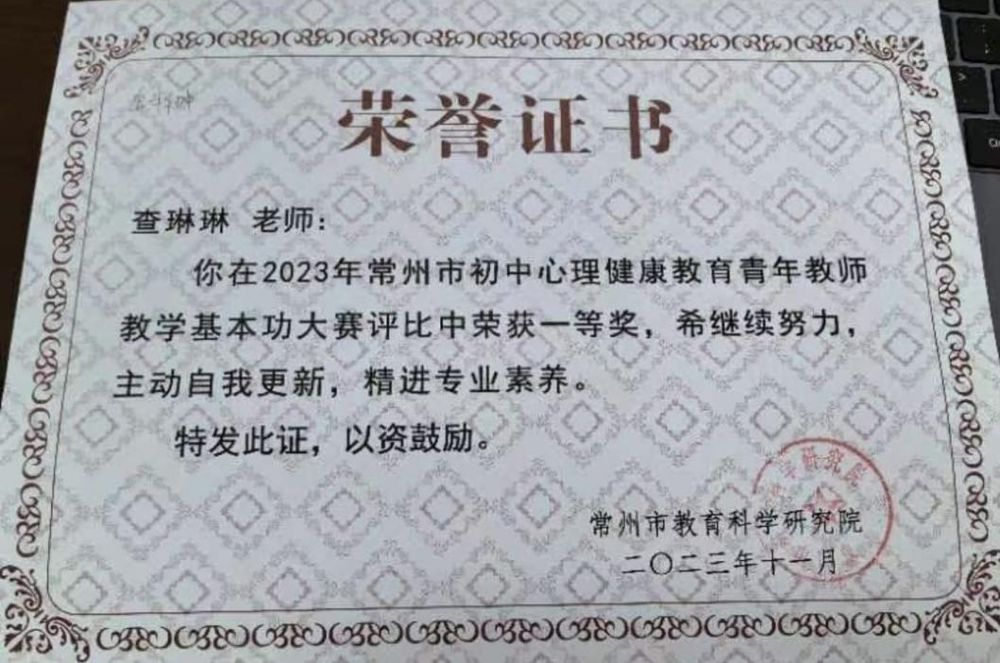 荣誉证书
查琳琳 老师：
你在2023年常州市初中心理健康教育青年教师
教学基本功大赛评比中荣获一等奖，希继续努力，
主动自我更新，精进专业素养。
特发此证，以资鼓励。
学研究院
常州市教育科学研究院
二〇二三年十一月